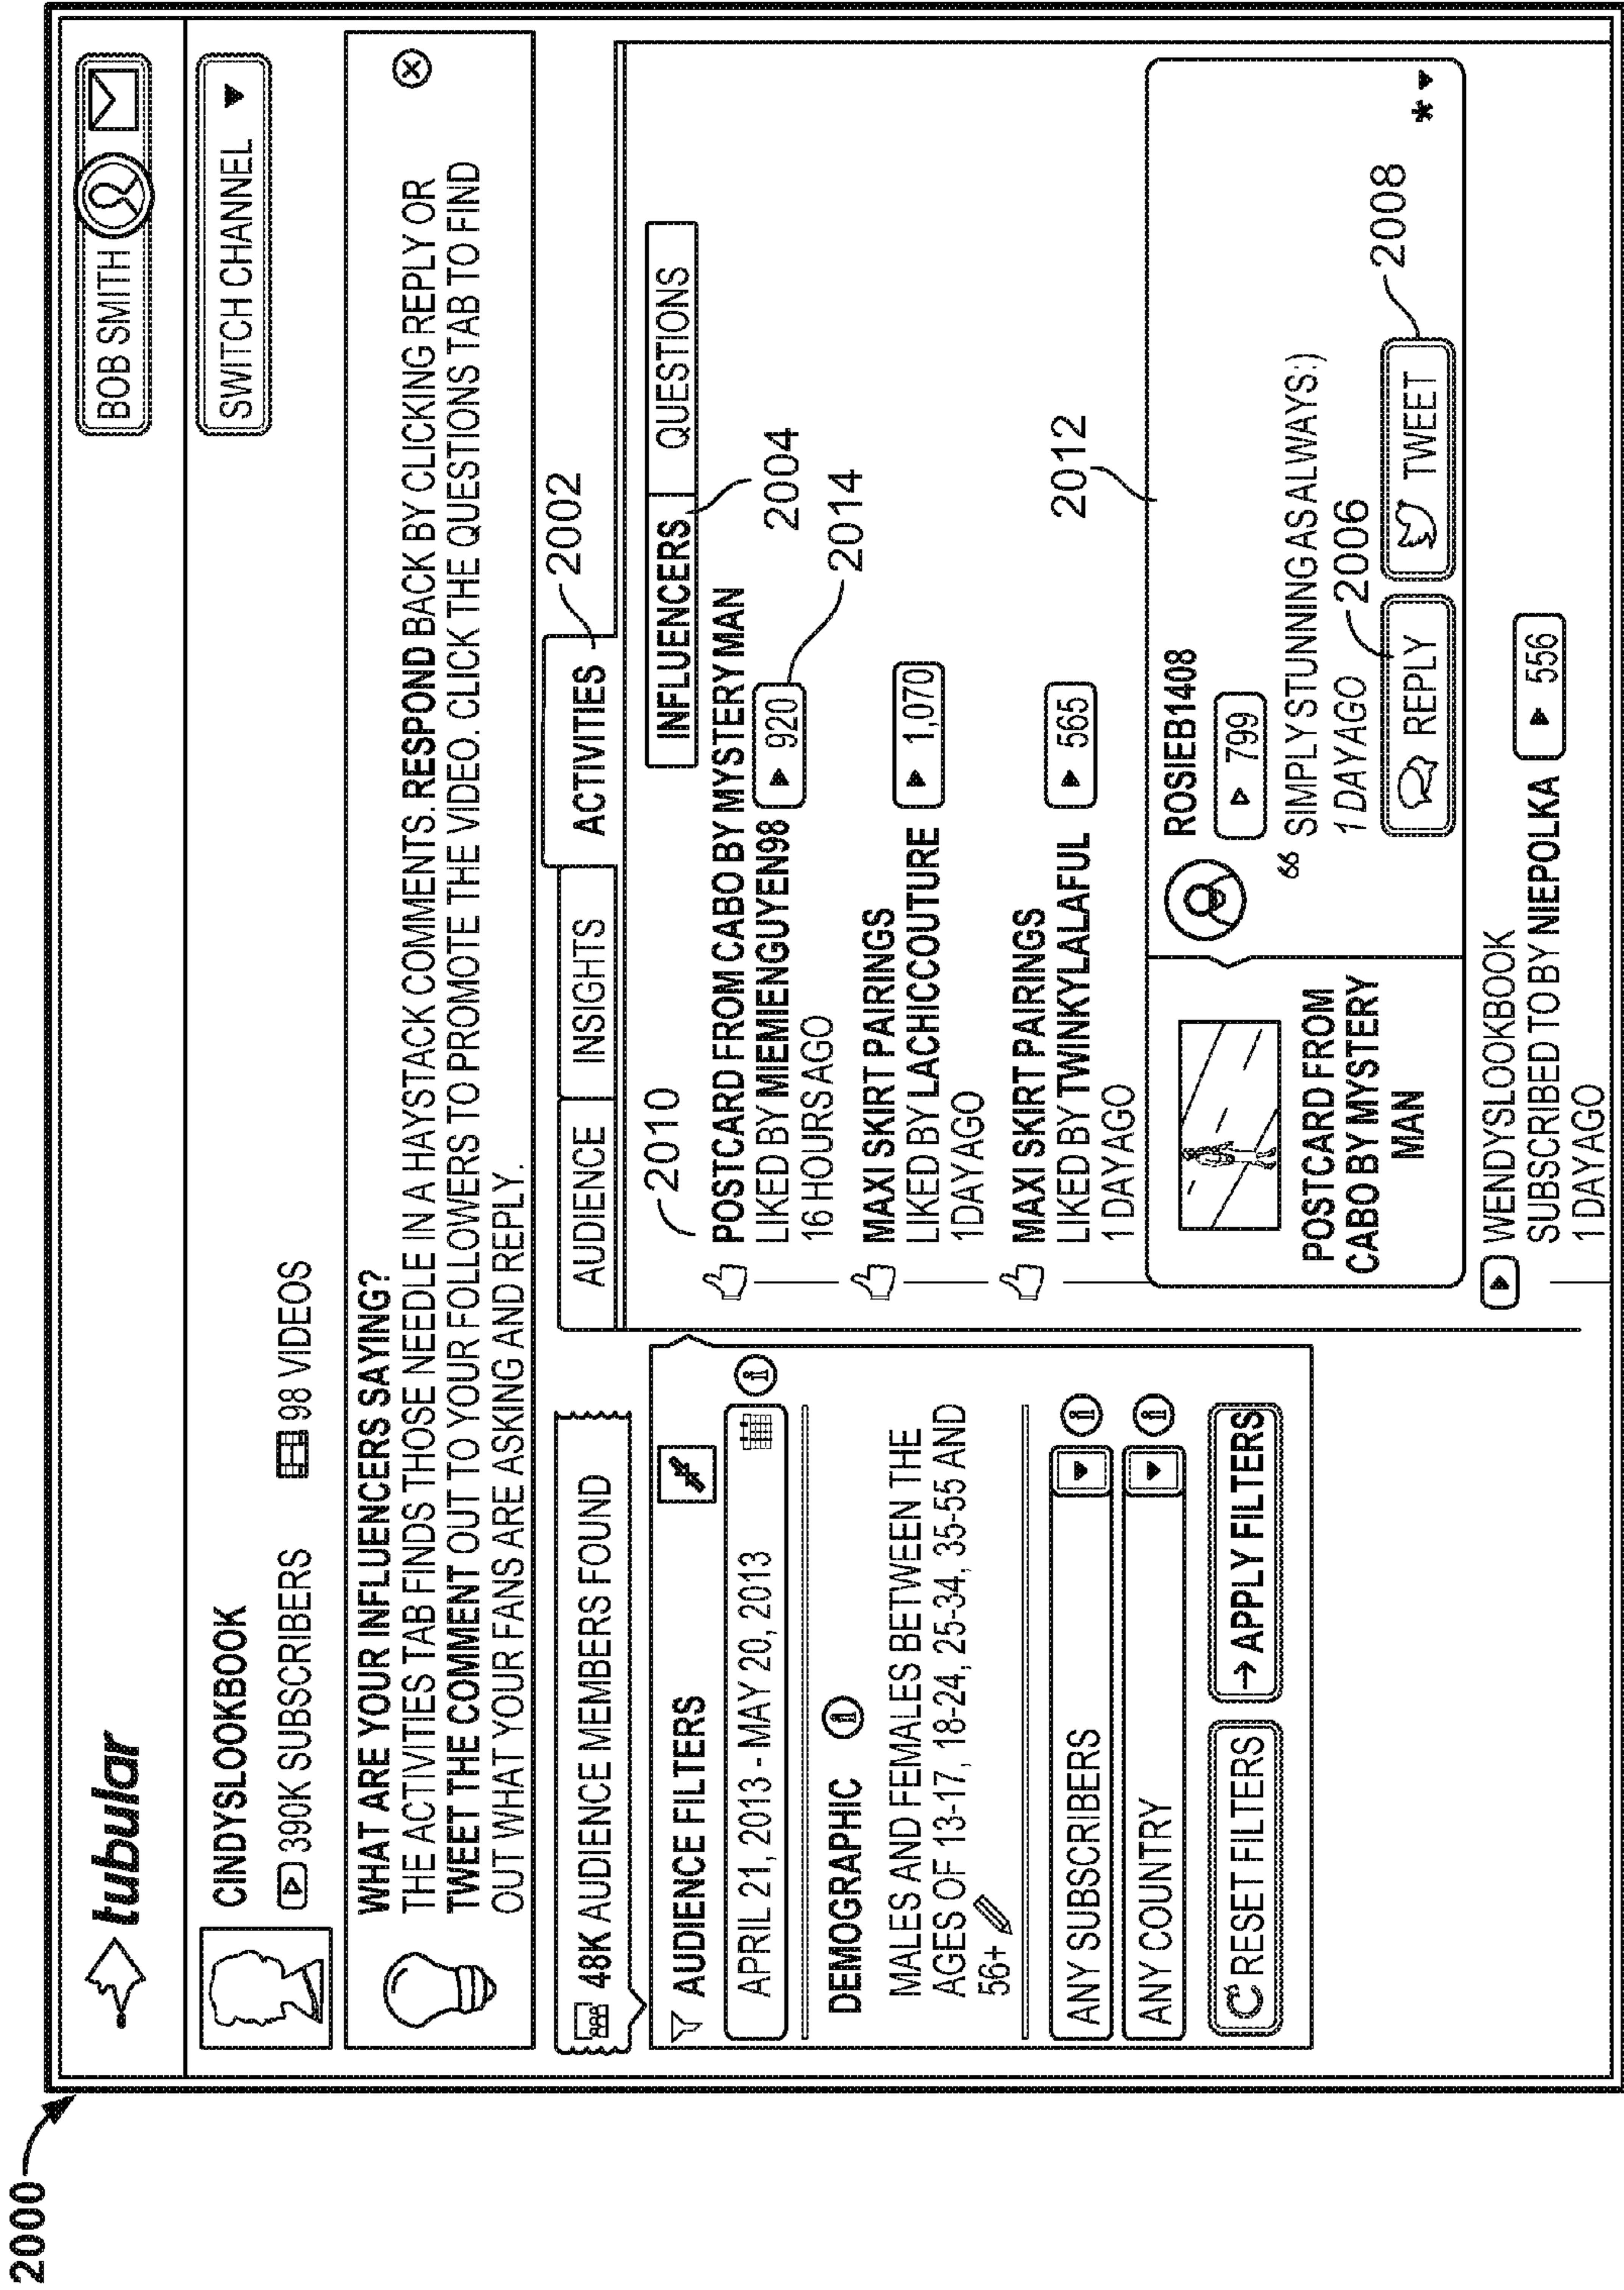 2000
tubular
BOB SMITH
CINDYSLOOKBOOK
390K SUBSCRIBERS 98 VIDEOS
SWITCH CHANNEL
WHAT ARE YOUR INFLUENCERS SAYING?
THE ACTIVITIES TAB FINDS THOSE NEEDLE IN A HAYSTACK COMMENTS. RESPOND BACK BY CLICKING REPLY OR
TWEET THE COMMENT OUT TO YOUR FOLLOWERS TO PROMOTE THE VIDEO. CLICK THE QUESTIONS TAB TO FIND
OUT WHAT YOUR FANS ARE ASKING AND REPLY.
48K AUDIENCE MEMBERS FOUND
AUDIENCE FILTERS
APRIL 21, 2013 - MAY 20, 2013
DEMOGRAPHIC
MALES AND FEMALES BETWEEN THE
AGES OF 13-17, 18-24, 25-34, 35-55 AND
56+
ANY SUBSCRIBERS
ANY COUNTRY
RESET FILTERS
APPLY FILTERS
AUDIENCE INSIGHTS ACTIVITIES
2002
INFLUENCERS QUESTIONS
2004
2010
POSTCARD FROM CABO BY MYSTERY MAN
LIKED BY MIEMIENGUYEN98 920
2014
16 HOURS AGO
MAXI SKIRT PAIRINGS
LIKED BY LACHICCOUTURE 1,070
1 DAY AGO
MAXI SKIRT PAIRINGS
LIKED BY TWINKYLALAFUL 565
1 DAY AGO
2012
POSTCARD FROM
CABO BY MYSTERY
MAN
ROSIEB1408
799
“ SIMPLY STUNNING AS ALWAYS:)
1 DAY AGO
2006
REPLY
TWEET
2008
WENDYSLOOKBOOK
SUBSCRIBED TO BY NIEPOLKA 556
1 DAY AGO